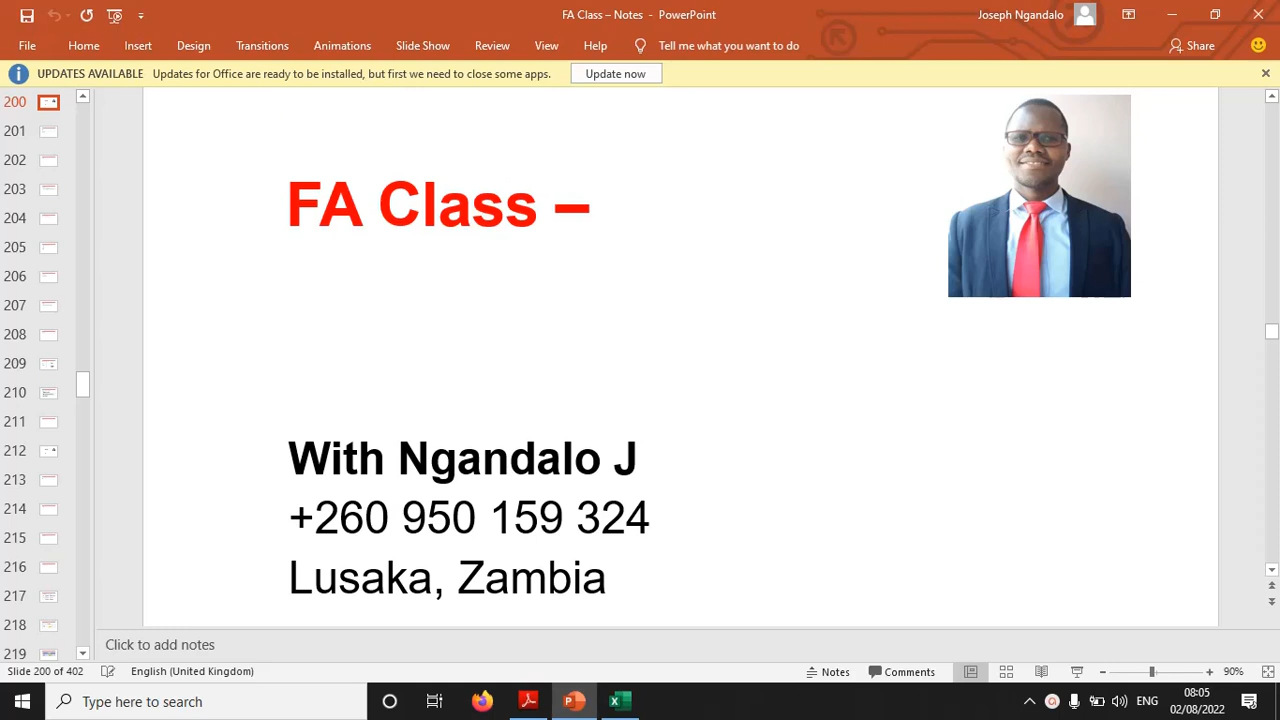 FA Class – Notes - PowerPoint
Joseph Ngandalo
File Home Insert Design Transitions Animations Slide Show Review View Help Tell me what you want to do Share
UPDATES AVAILABLE Updates for Office are ready to be installed, but first we need to close some apps. Update now
200
201
202
203
204
205
206
207
208
209
210
211
212
213
214
215
216
217
218
219
FA Class –
With Ngandalo J
+260 950 159 324
Lusaka, Zambia
Click to add notes
Slide 200 of 402 English (United Kingdom) Notes Comments 90%
Type here to search
ENG
08:05
02/08/2022